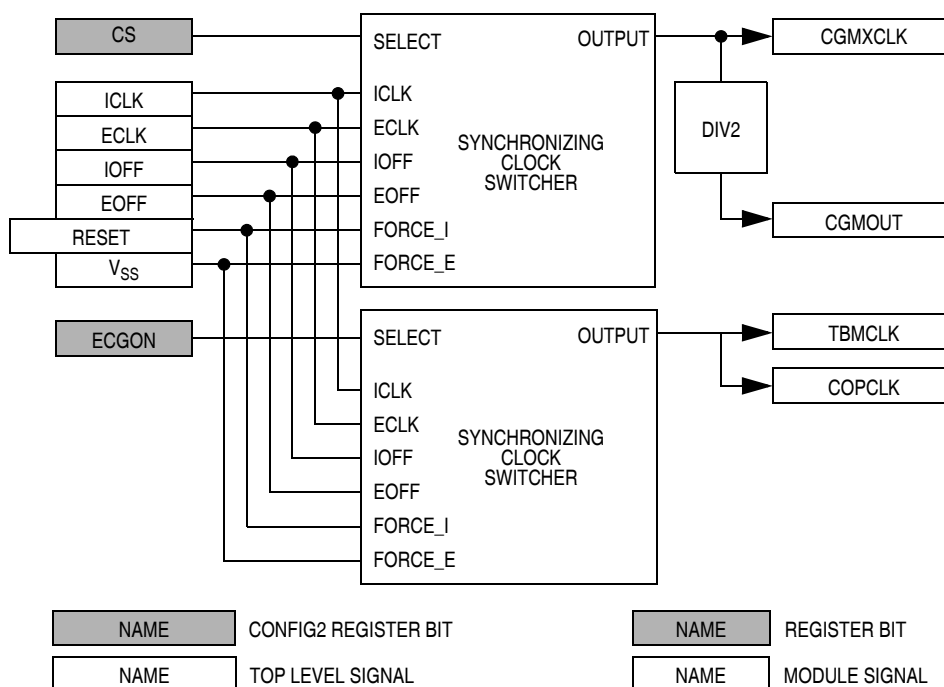 CS
SELECT
OUTPUT
CGMXCLK
ICLK
ICLK
ECLK
ECLK
IOFF
IOFF
EOFF
EOFF
RESET
FORCE_I
VSS
FORCE_E
SYNCHRONIZING
CLOCK
SWITCHER
DIV2
CGMOUT
ECGON
SELECT
OUTPUT
TBMCLK
COPCLK
ICLK
ECLK
IOFF
EOFF
FORCE_I
FORCE_E
SYNCHRONIZING
CLOCK
SWITCHER
NAME CONFIG2 REGISTER BIT
NAME REGISTER BIT
NAME TOP LEVEL SIGNAL
NAME MODULE SIGNAL